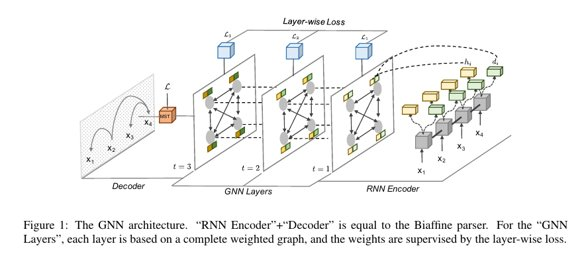 Layer-wise Loss
h₄ d₄
ℒ
MST
x₁ x₂ x₃ x₄
t = 3
t = 2
t = 1
x₁ x₂ x₃ x₄
Decoder
GNN Layers
RNN Encoder
Figure 1: The GNN architecture. “RNN Encoder”+“Decoder” is equal to the Biaffine parser. For the “GNN
Layers”, each layer is based on a complete weighted graph, and the weights are supervised by the layer-wise loss.